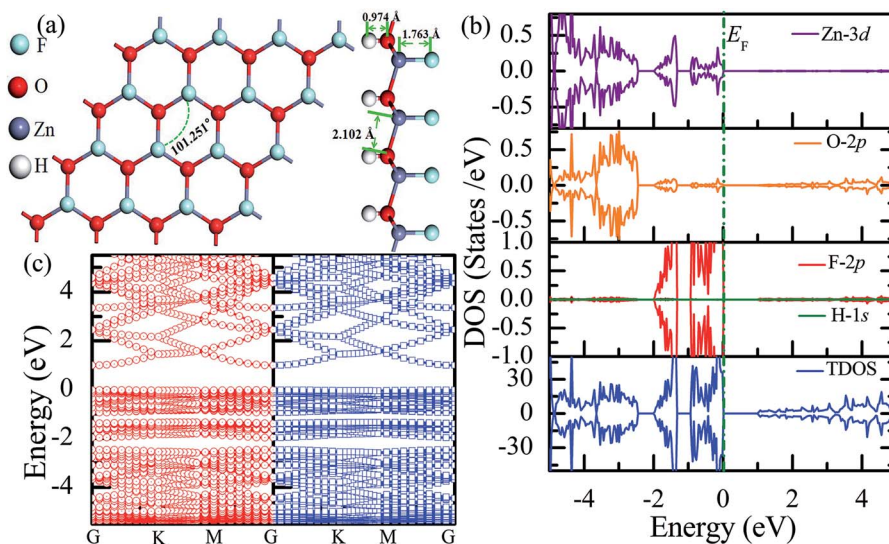 (a)
F
O
Zn
H
101.251°
0.974 Å
1.763 Å
2.102 Å
(b)
E_F
Zn-3d
0.5
0.0
-0.5
O-2p
0.5
0.0
-0.5
1.0
F-2p
0.5
0.0
H-1s
-0.5
-1.0
TDOS
30
0
-30
DOS (States /eV)
-4 -2 0 2 4
Energy (eV)
(c)
4
2
0
-2
-4
Energy (eV)
G K M G K M G